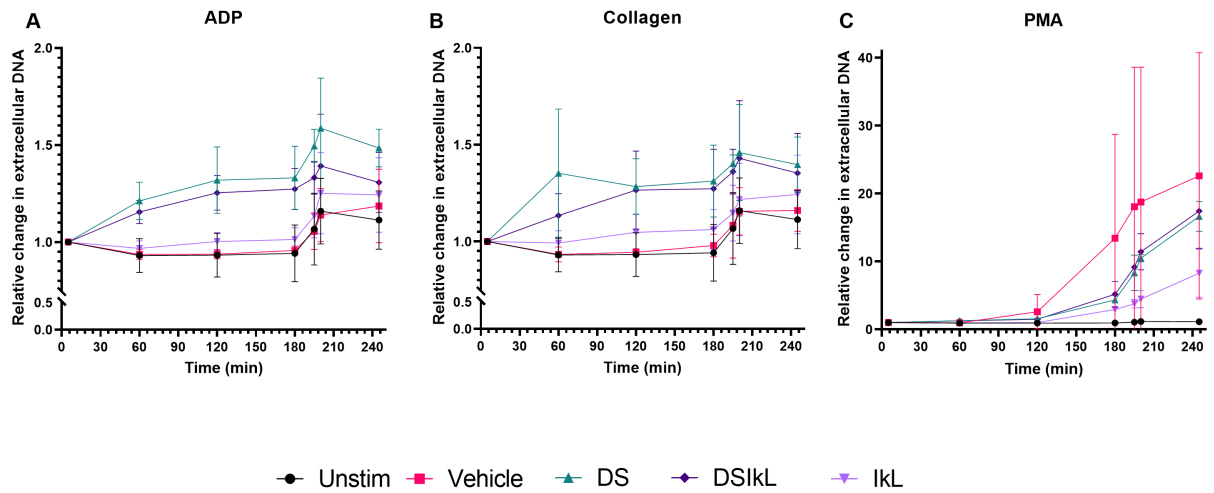 A
ADP
Relative change in extracellular DNA
2.0
1.5
1.0
0.5
0.0
0 30 60 90 120 150 180 210 240
Time (min)
B
Collagen
Relative change in extracellular DNA
2.0
1.5
1.0
0.5
0.0
0 30 60 90 120 150 180 210 240
Time (min)
C
PMA
Relative change in extracellular DNA
40
30
20
10
0
0 30 60 90 120 150 180 210 240
Time (min)
Unstim Vehicle DS DSIkL IkL